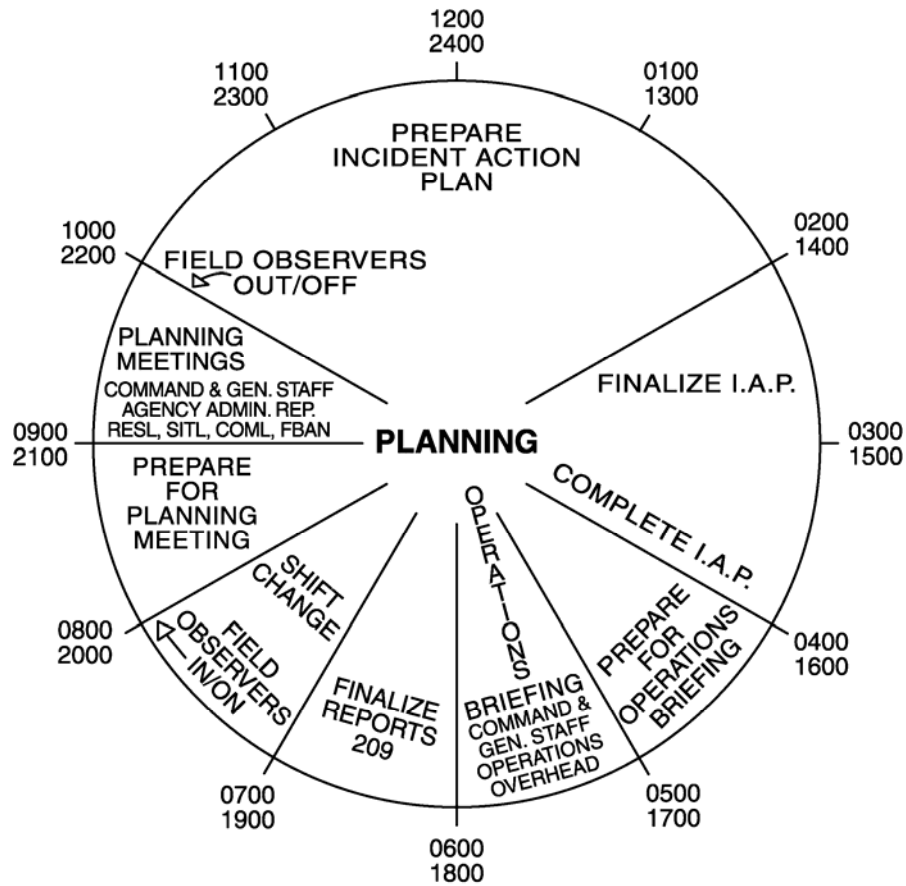 1200
2400
0100
1300
0200
1400
0300
1500
0400
1600
0500
1700
0600
1800
0700
1900
0800
2000
0900
2100
1000
2200
1100
2300
PREPARE
INCIDENT ACTION
PLAN
FINALIZE I.A.P.
COMPLETE I.A.P.
PREPARE
FOR
OPERATIONS
BRIEFING
OPERATIONS
BRIEFING
COMMAND &
GEN. STAFF
OPERATIONS
OVERHEAD
FINALIZE
REPORTS
209
SHIFT
CHANGE
FIELD
OBSERVERS
IN/ON
PREPARE
FOR
PLANNING
MEETING
PLANNING
MEETINGS
COMMAND & GEN. STAFF
AGENCY ADMIN. REP.
RESL, SITL, COML, FBAN
FIELD OBSERVERS
OUT/OFF
PLANNING